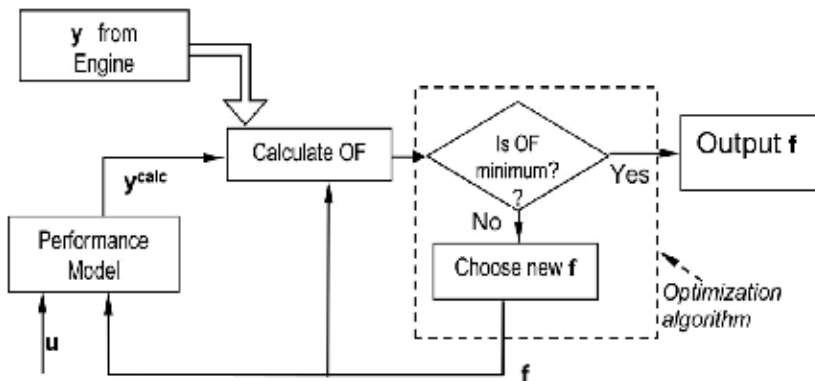 y from
Engine
Calculate OF
Is OF
minimum?
?
Yes
Output f
y^calc
No
Performance
Model
Choose new f
Optimization
algorithm
u
f